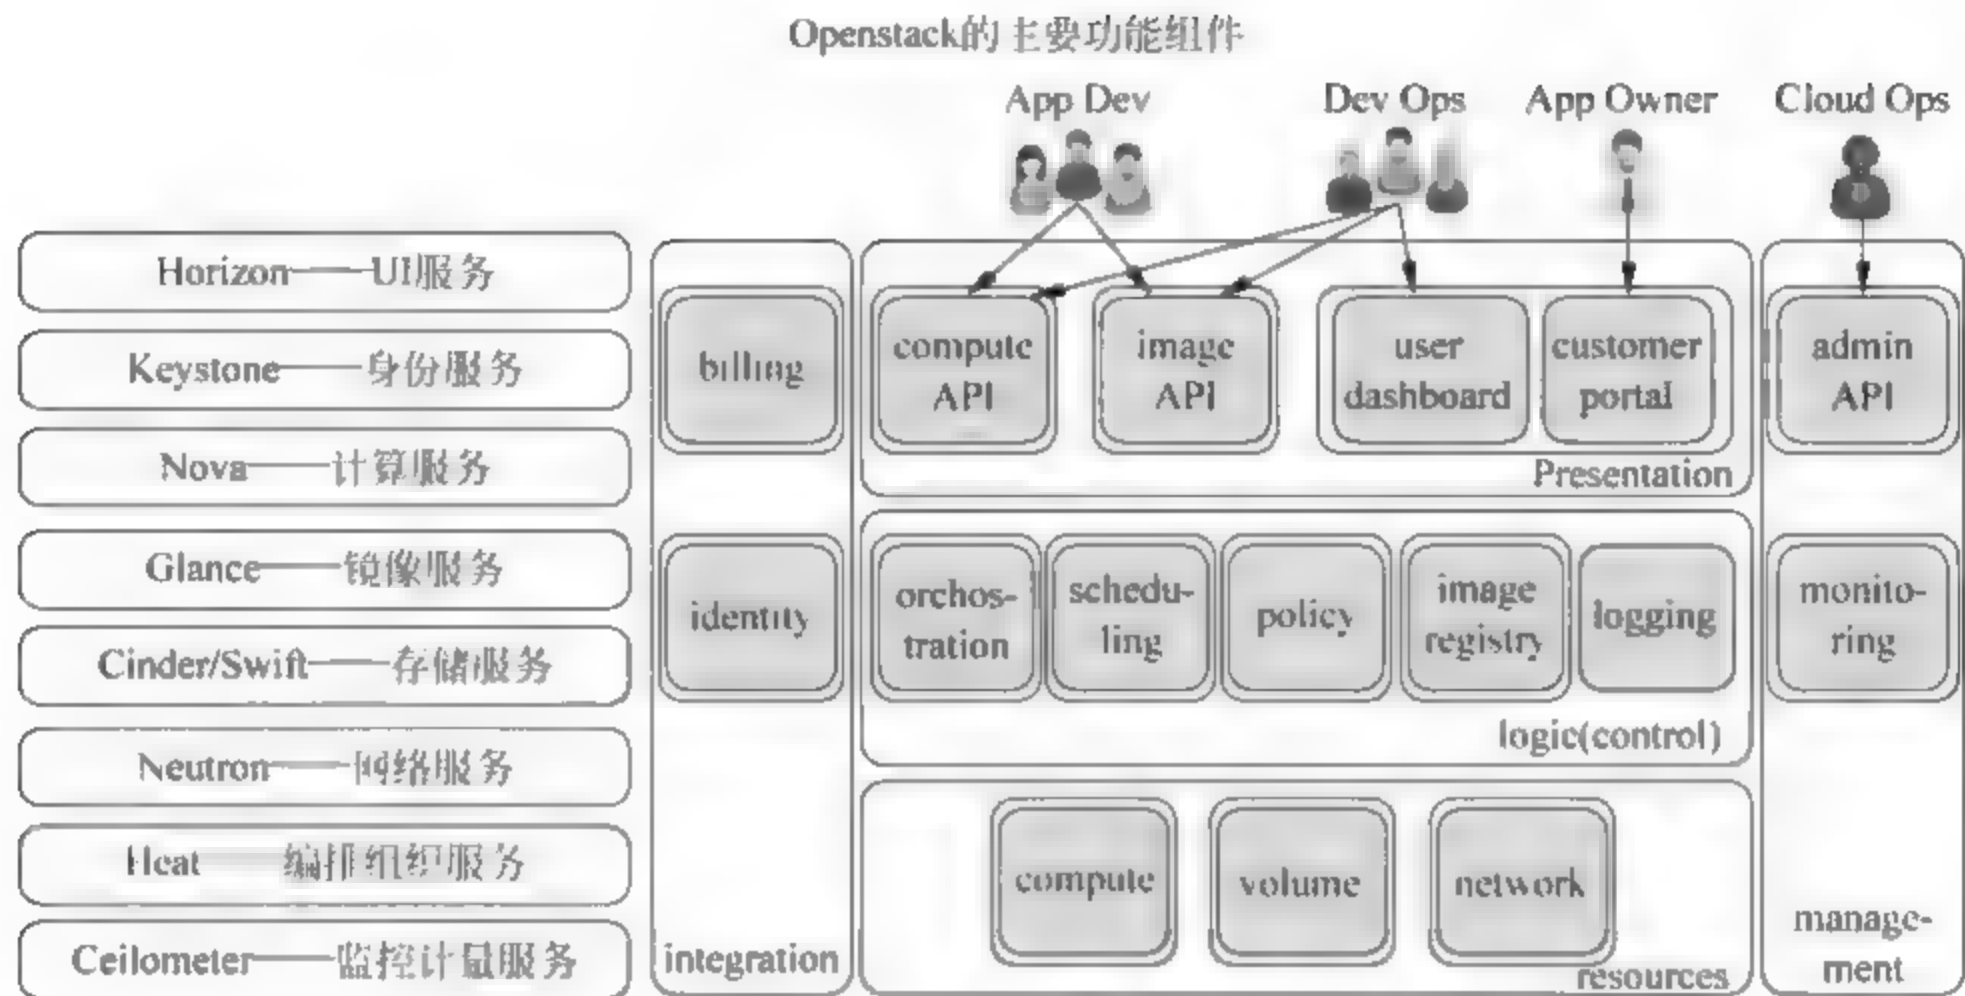 Openstack的主要功能组件
App Dev
Dev Ops
App Owner
Cloud Ops
Horizon——UI服务
Keystone——身份服务
Nova——计算服务
Glance——镜像服务
Cinder/Swift——存储服务
Neutron——网络服务
Heat——编排组织服务
Ceilometer——监控计量服务
billing
identity
integration
compute
API
image
API
user
dashboard
customer
portal
Presentation
orchos-
tration
schedu-
ling
policy
image
registry
logging
logic(control)
compute
volume
network
resources
admin
API
monito-
ring
manage-
ment